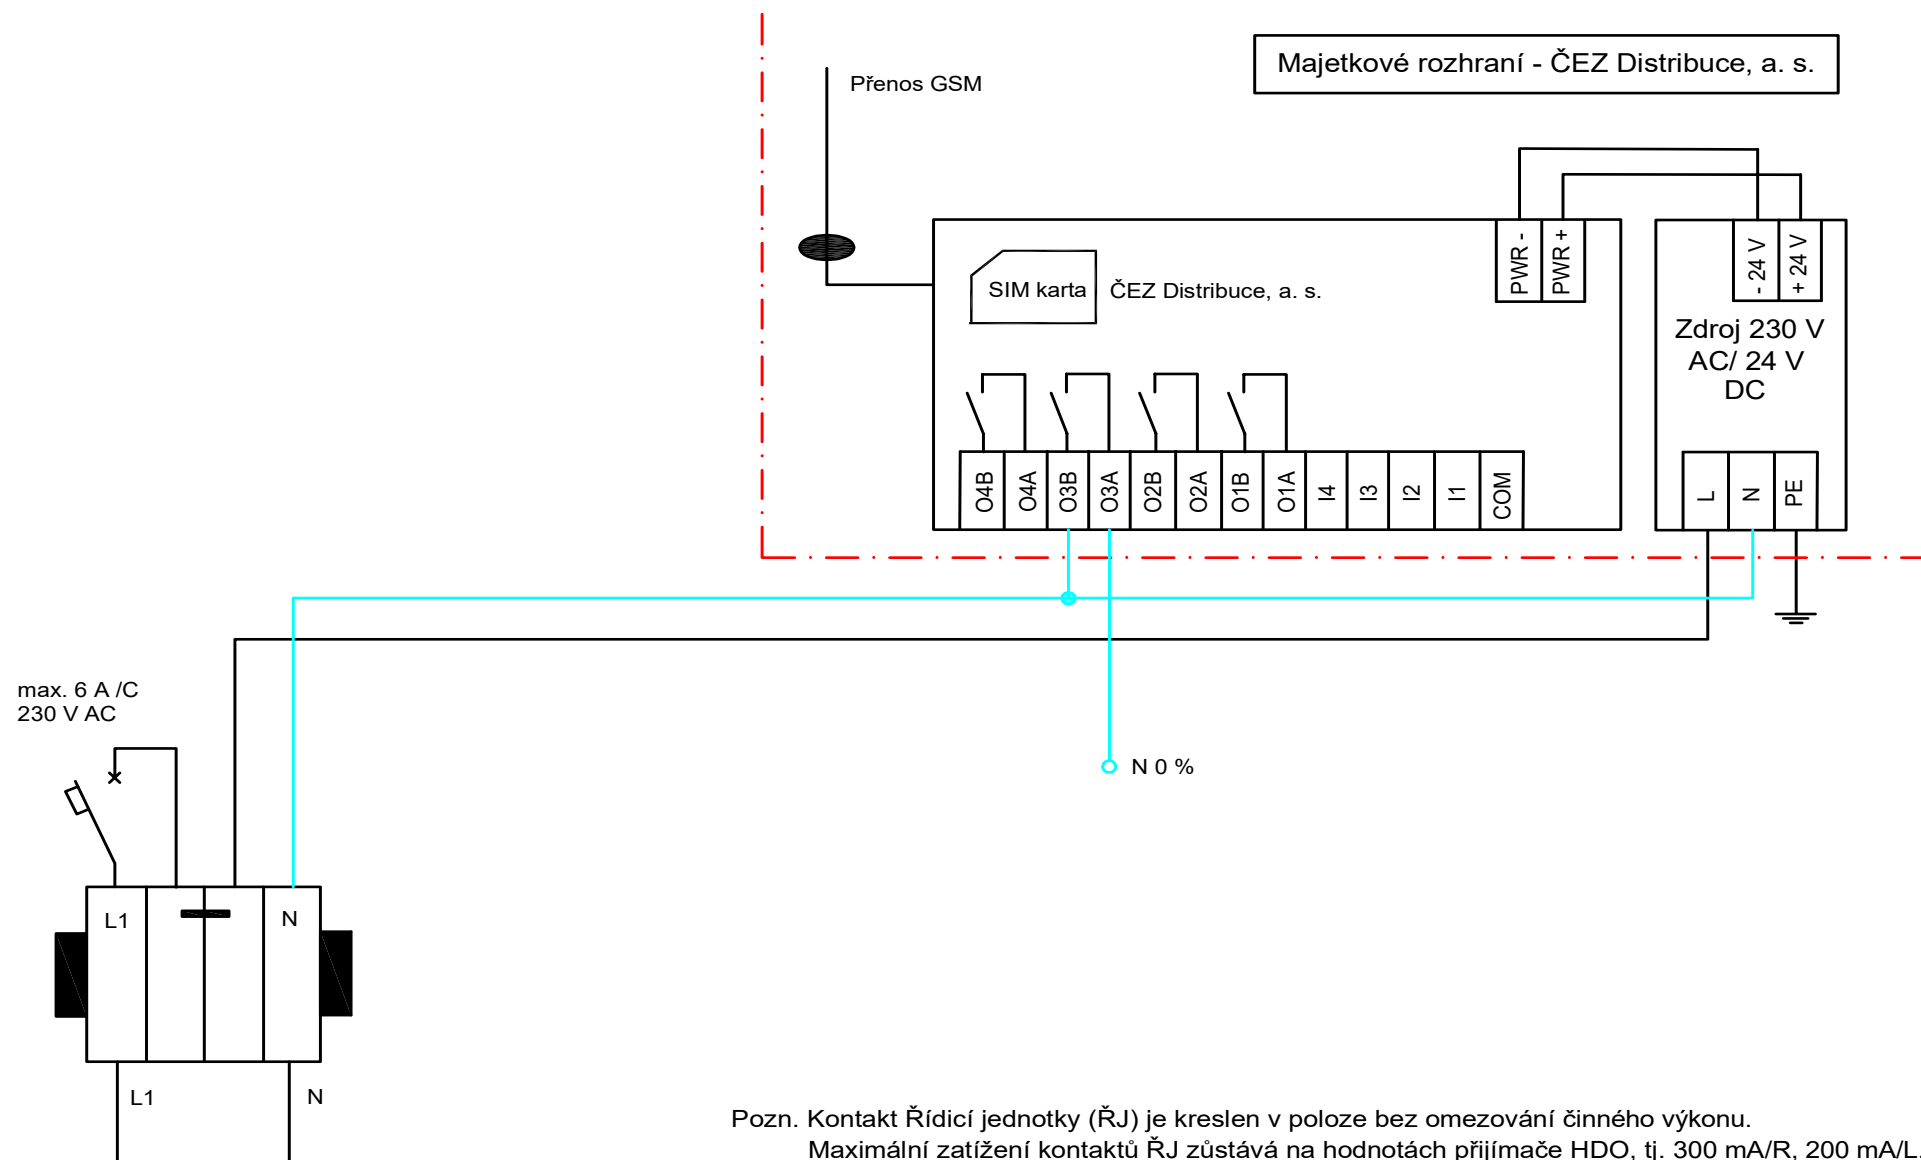 Majetkové rozhraní - ČEZ Distribuce, a. s.
Přenos GSM
PWR -
PWR +
- 24 V
+ 24 V
SIM karta
ČEZ Distribuce, a. s.
Zdroj 230 V
AC/ 24 V
DC
O4B
O4A
O3B
O3A
O2B
O2A
O1B
O1A
I4
I3
I2
I1
COM
L
N
PE
max. 6 A /C
230 V AC
N 0 %
L1
N
L1
N
Pozn. Kontakt Řídicí jednotky (ŘJ) je kreslen v poloze bez omezování činného výkonu.
Maximální zatížení kontaktů ŘJ zůstává na hodnotách přijímače HDO, tj. 300 mA/R, 200 mA/L.